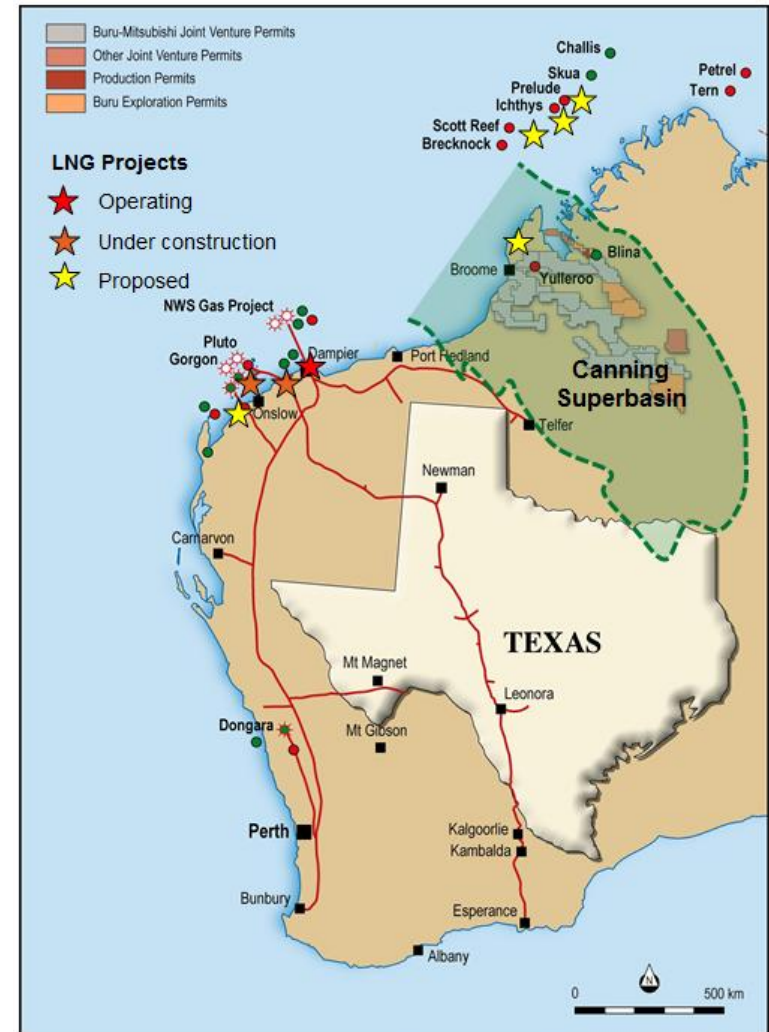 Buru-Mitsubishi Joint Venture Permits
Other Joint Venture Permits
Production Permits
Buru Exploration Permits
LNG Projects
Operating
Under construction
Proposed
Challis
Skua
Petrel
Prelude
Tern
Ichthys
Scott Reef
Brecknock
Blina
Broome
Yulleroo
NWS Gas Project
Pluto
Dampier
Port Hedland
Gorgon
Canning
Superbasin
Onslow
Telfer
Newman
Carnarvon
TEXAS
Mt Magnet
Leonora
Dongara
Mt Gibson
Perth
Kalgoorlie
Kambalda
Bunbury
Esperance
Albany
N
0 500 km